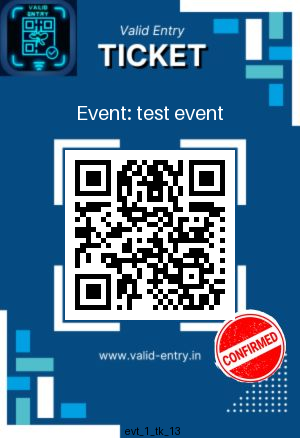 VALID
ENTRY
Valid Entry
TICKET
Event: test event
www.valid-entry.in
CONFIRMED
evt_1_tk_13